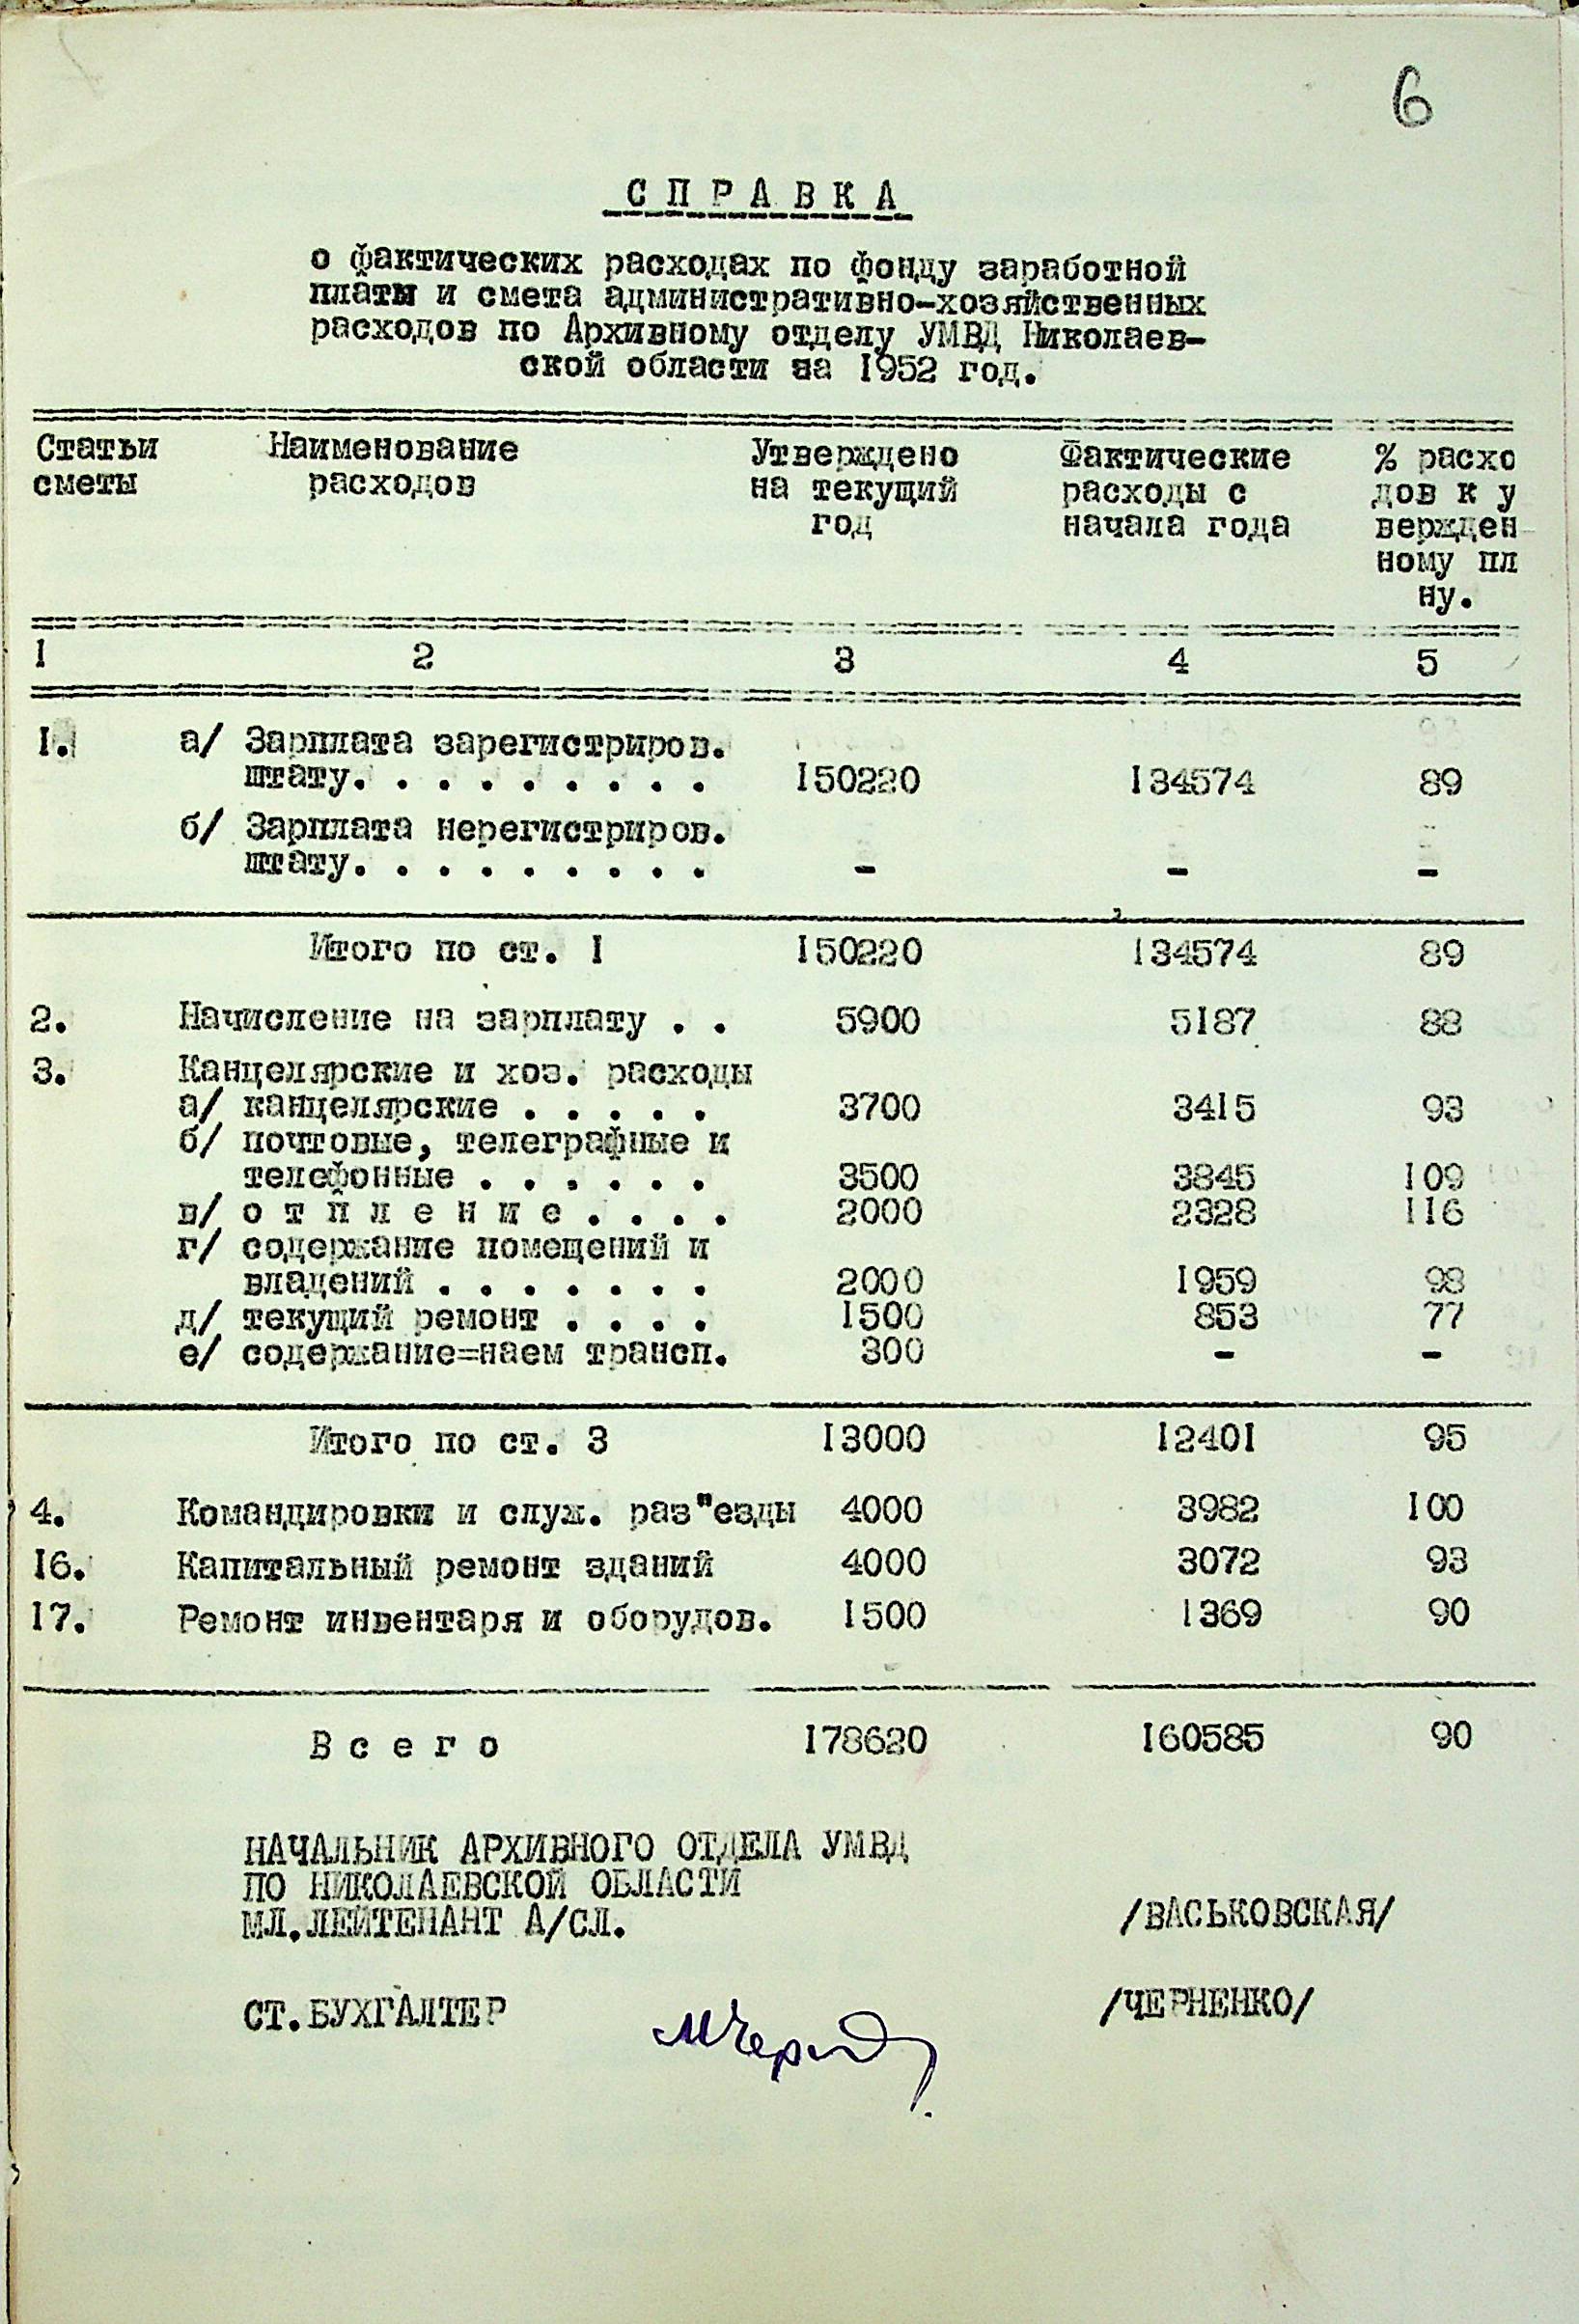 6
СПРАВКА
о фактических расходах по фонду заработной
платы и смета административно-хозяйственных
расходов по Архивному отделу УМВД Николаев-
ской области на 1952 год.
Статьи Наименование Утверждено Фактические % расхо
сметы расходов на текущий расходы с дов к у
год начала года вержден
ному пл
ну.
1 2 3 4 5
I. а/ Зарплата зарегистриров.
штату. . . . . . . . . 150220 134574 89
б/ Зарплата нерегистриров.
штату. . . . . . . . . - - -
Итого по ст. I 150220 134574 89
2. Начисление на зарплату . . 5900 5187 88
3. Канцелярские и хоз. расходы
а/ канцелярские . . . . . 3700 3415 93
б/ почтовые, телеграфные и
телефонные . . . . . . 3500 3845 109
в/ о т п л е н и е . . . . 2000 2328 116
г/ содержание помещений и
владений . . . . . . . 2000 1959 98
д/ текущий ремонт . . . . 1500 853 77
е/ содержание=наем трансп. 300 - -
Итого по ст. 3 13000 12401 95
4. Командировки и служ. раз"езды 4000 3982 100
16. Капитальный ремонт зданий 4000 3072 93
17. Ремонт инвентаря и оборудов. 1500 1369 90
В с е г о 178620 160585 90
НАЧАЛЬНИК АРХИВНОГО ОТДЕЛА УМВД
ПО НИКОЛАЕВСКОЙ ОБЛАСТИ
МЛ.ЛЕЙТЕНАНТ А/СЛ. /ВАСЬКОВСКАЯ/
СТ.БУХГАЛТЕР /ЧЕРНЕНКО/